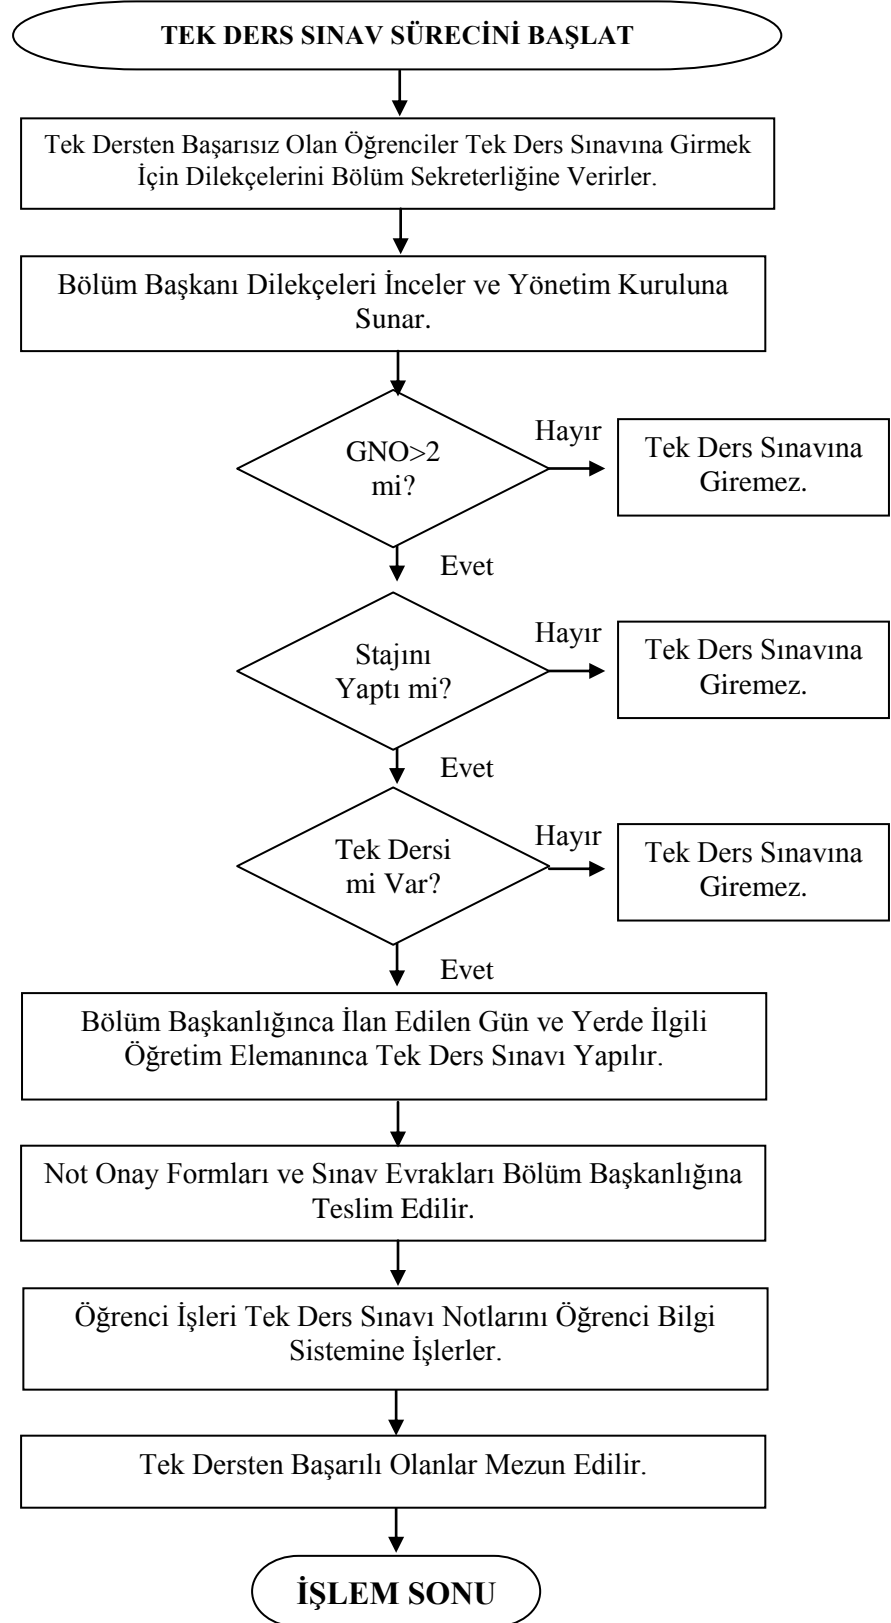 TEK DERS SINAV SÜRECİNİ BAŞLAT
Tek Dersten Başarısız Olan Öğrenciler Tek Ders Sınavına Girmek
İçin Dilekçelerini Bölüm Sekreterliğine Verirler.
Bölüm Başkanı Dilekçeleri İnceler ve Yönetim Kuruluna
Sunar.
GNO>2
mi?
Hayır
Tek Ders Sınavına
Giremez.
Evet
Stajını
Yaptı mi?
Hayır
Tek Ders Sınavına
Giremez.
Evet
Tek Dersi
mi Var?
Hayır
Tek Ders Sınavına
Giremez.
Evet
Bölüm Başkanlığınca İlan Edilen Gün ve Yerde İlgili
Öğretim Elemanınca Tek Ders Sınavı Yapılır.
Not Onay Formları ve Sınav Evrakları Bölüm Başkanlığına
Teslim Edilir.
Öğrenci İşleri Tek Ders Sınavı Notlarını Öğrenci Bilgi
Sistemine İşlerler.
Tek Dersten Başarılı Olanlar Mezun Edilir.
İŞLEM SONU